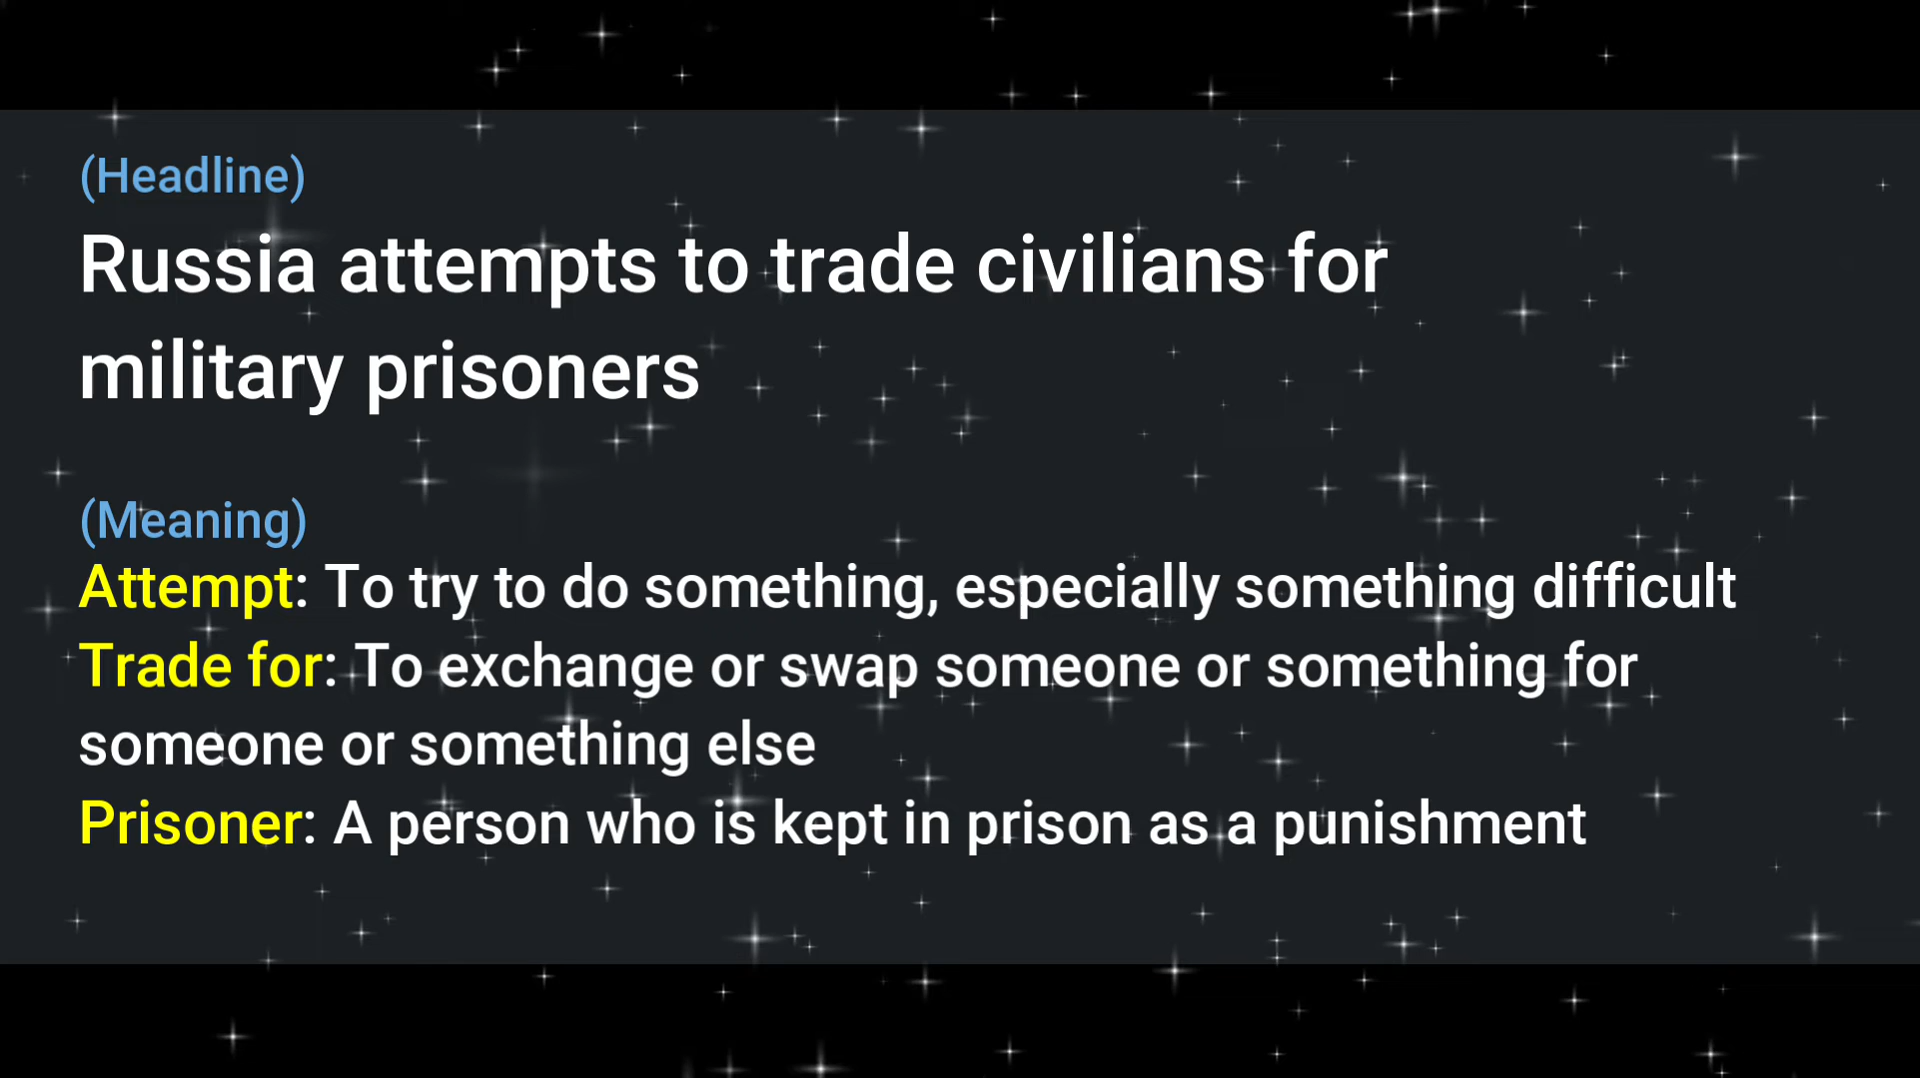 (Headline)
Russia attempts to trade civilians for
military prisoners
(Meaning)
Attempt: To try to do something, especially something difficult
Trade for: To exchange or swap someone or something for
someone or something else
Prisoner: A person who is kept in prison as a punishment